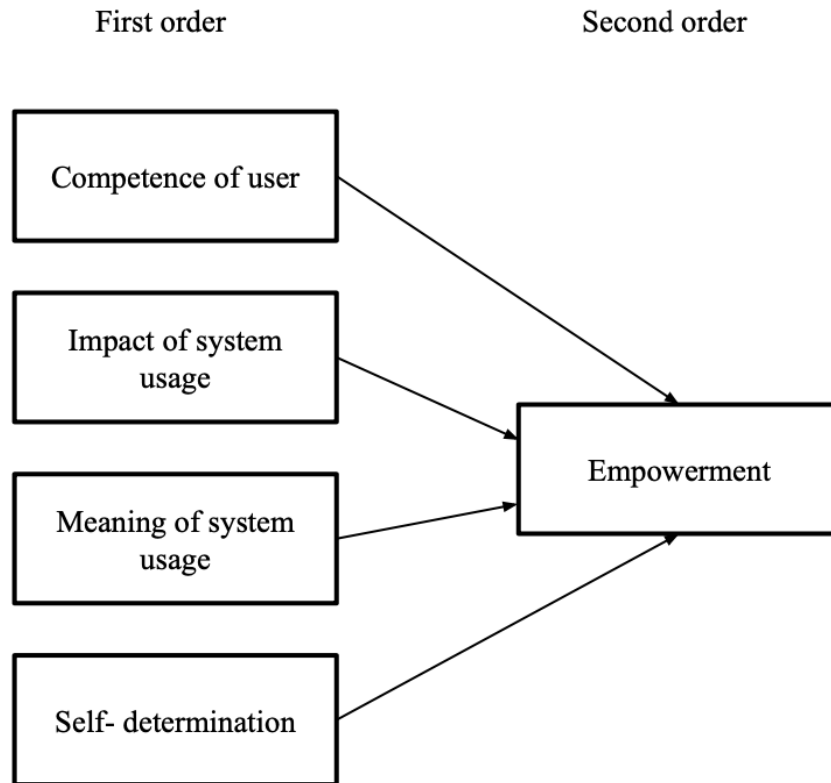 First order
Second order
Competence of user
Impact of system
usage
Meaning of system
usage
Self- determination
Empowerment